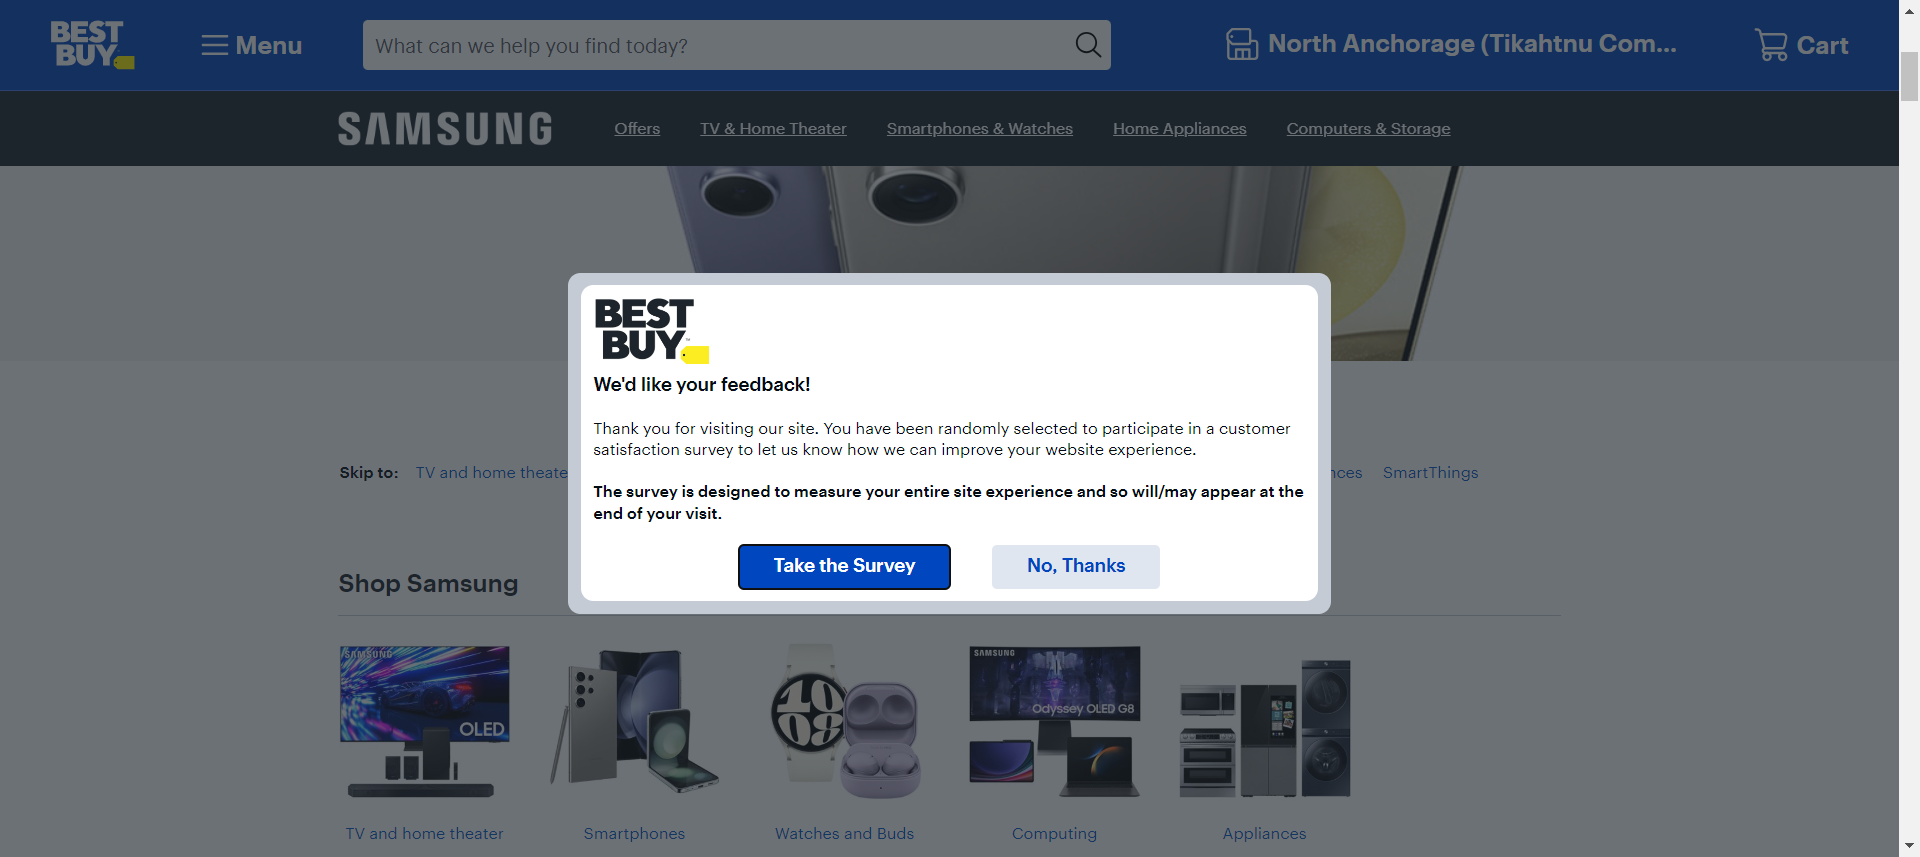 BEST
BUY
Menu
What can we help you find today?
North Anchorage (Tikahtnu Com...
Cart
SAMSUNG
Offers
TV & Home Theater
Smartphones & Watches
Home Appliances
Computers & Storage
BEST
BUY
We'd like your feedback!
Thank you for visiting our site. You have been randomly selected to participate in a customer
satisfaction survey to let us know how we can improve your website experience.
The survey is designed to measure your entire site experience and so will/may appear at the
end of your visit.
Take the Survey
No, Thanks
Skip to:
TV and home theate
nces
SmartThings
Shop Samsung
SAMSUNG
OLED
10
08
SAMSUNG
Odyssey OLED G8
TV and home theater
Smartphones
Watches and Buds
Computing
Appliances